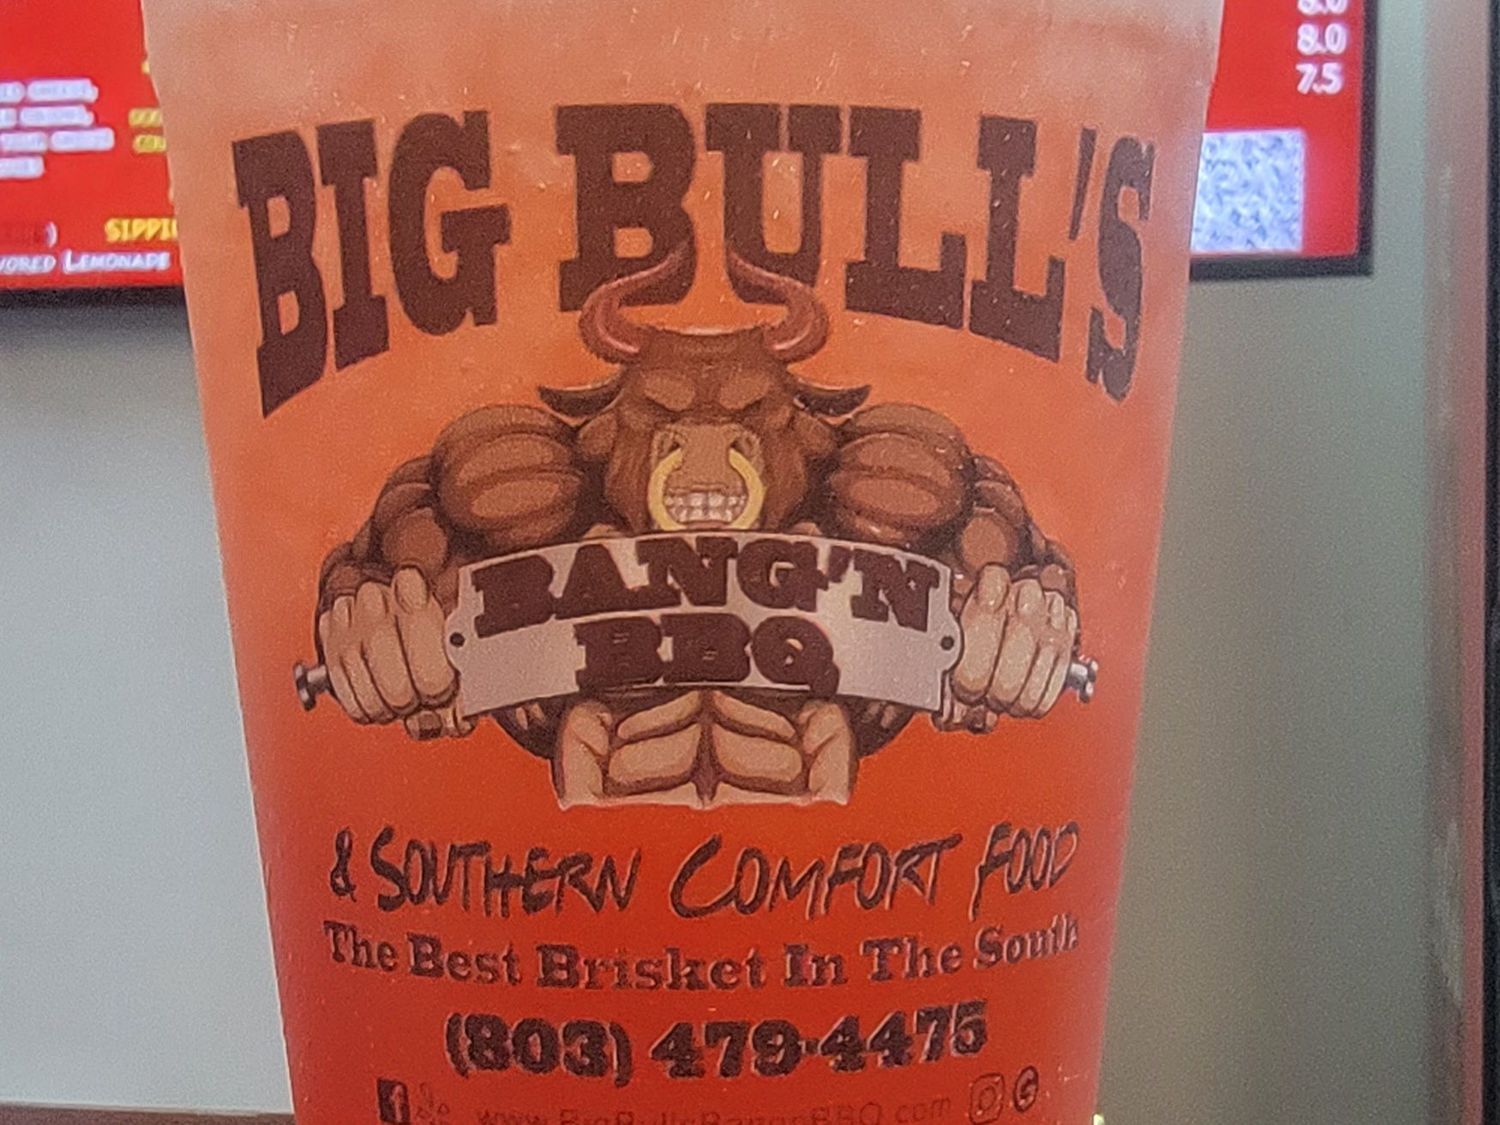 8.0
7.5
SIPPI
VORED LEMONADE
BIG BULL'S
BANG'N
BBQ
& SOUTHERN COMFORT FOOD
The Best Brisket In The South
(803) 479-4475